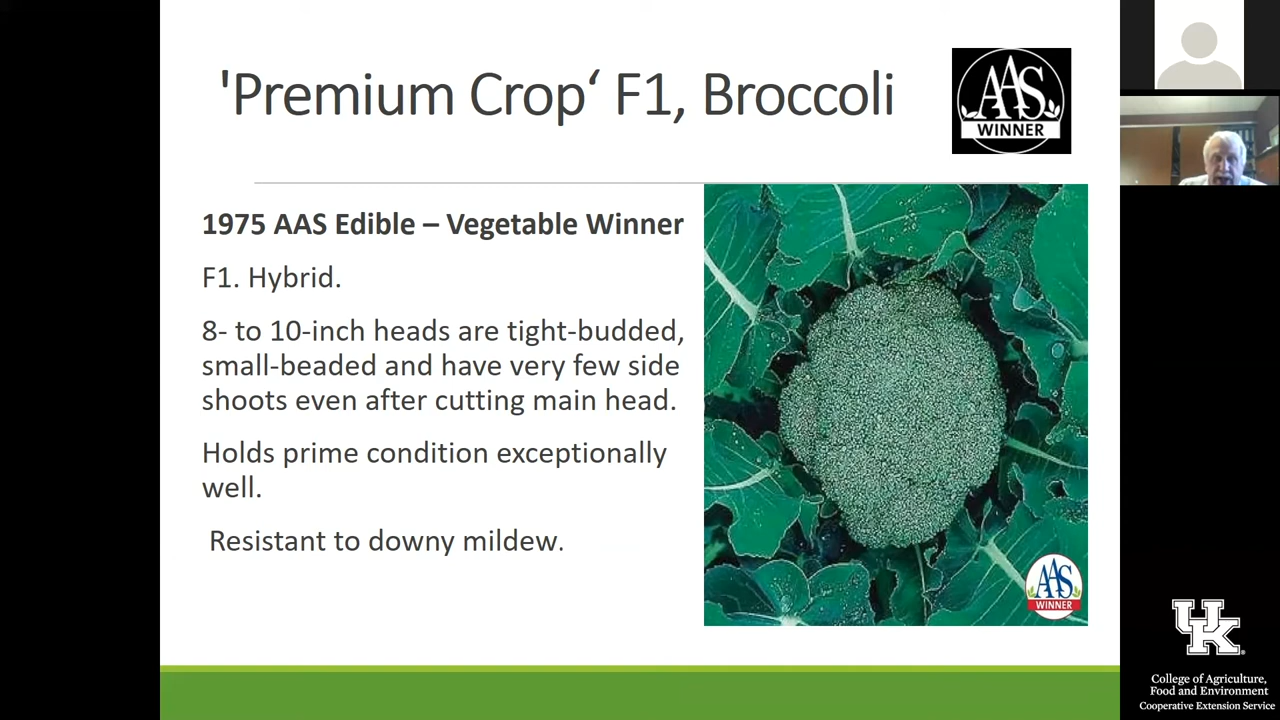 'Premium Crop‘ F1, Broccoli
AAS
WINNER
1975 AAS Edible – Vegetable Winner
F1. Hybrid.
8- to 10-inch heads are tight-budded,
small-beaded and have very few side
shoots even after cutting main head.
Holds prime condition exceptionally
well.
Resistant to downy mildew.
AAS
WINNER
UK
College of Agriculture,
Food and Environment
Cooperative Extension Service